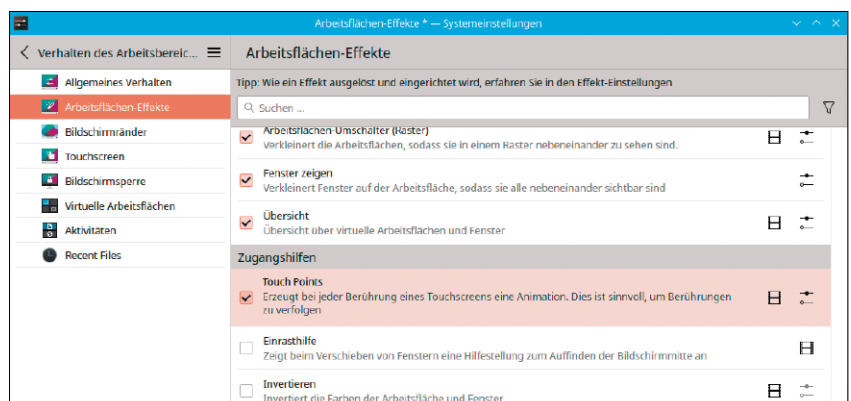 Arbeitsflächen-Effekte * — Systemeinstellungen
Verhalten des Arbeitsbereic...
Arbeitsflächen-Effekte
Allgemeines Verhalten
Arbeitsflächen-Effekte
Bildschirmränder
Touchscreen
Bildschirmsperre
Virtuelle Arbeitsflächen
Aktivitäten
Recent Files
Tipp: Wie ein Effekt ausgelöst und eingerichtet wird, erfahren Sie in den Effekt-Einstellungen
Suchen ...
Arbeitsflächen-Umschalter (Raster)
Verkleinert die Arbeitsflächen, sodass sie in einem Raster nebeneinander zu sehen sind.
Fenster zeigen
Verkleinert Fenster auf der Arbeitsfläche, sodass sie alle nebeneinander sichtbar sind
Übersicht
Übersicht über virtuelle Arbeitsflächen und Fenster
Zugangshilfen
Touch Points
Erzeugt bei jeder Berührung eines Touchscreens eine Animation. Dies ist sinnvoll, um Berührungen
zu verfolgen
Einrasthilfe
Zeigt beim Verschieben von Fenstern eine Hilfestellung zum Auffinden der Bildschirmmitte an
Invertieren
Invertiert die Farben der Arbeitsfläche und Fenster